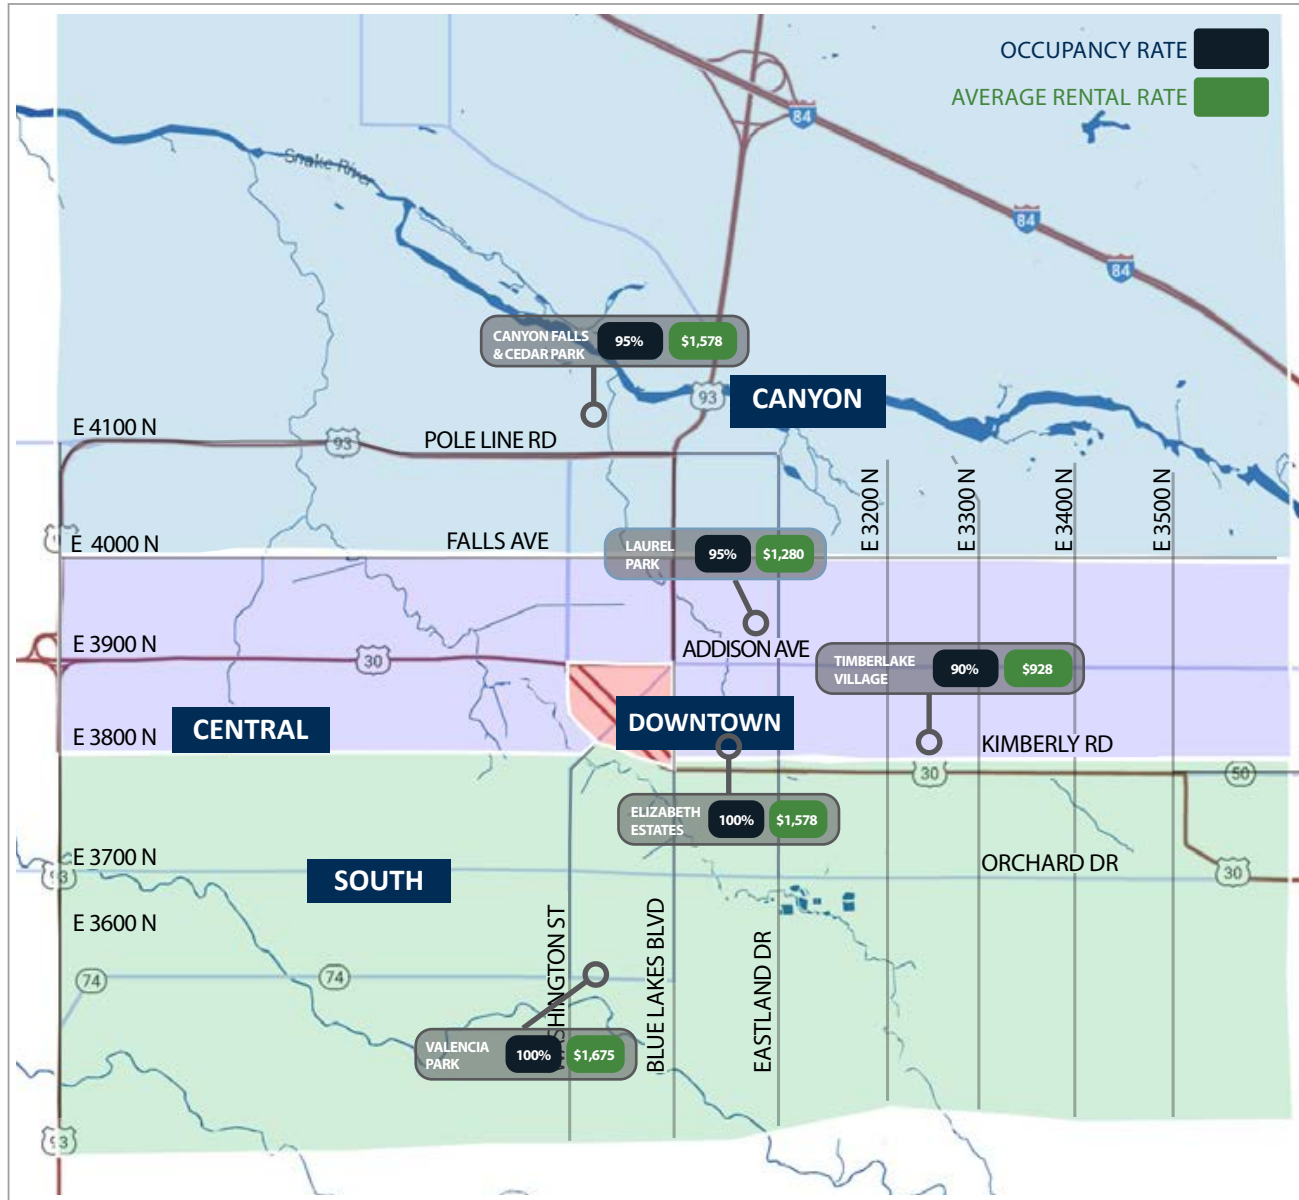 OCCUPANCY RATE
AVERAGE RENTAL RATE
84
Snake River
84
84
CANYON FALLS
& CEDAR PARK
95%
$1,578
93
CANYON
E 4100 N
93
POLE LINE RD
E 3200 N
E 3300 N
E 3400 N
E 3500 N
E 4000 N
FALLS AVE
LAUREL
PARK
95%
$1,280
E 3900 N
30
ADDISON AVE
TIMBERLAKE
VILLAGE
90%
$928
CENTRAL
DOWNTOWN
E 3800 N
KIMBERLY RD
30
50
ELIZABETH
ESTATES
100%
$1,578
E 3700 N
93
SOUTH
ORCHARD DR
30
E 3600 N
WASHINGTON ST
BLUE LAKES BLVD
EASTLAND DR
74
74
VALENCIA
PARK
100%
$1,675
93